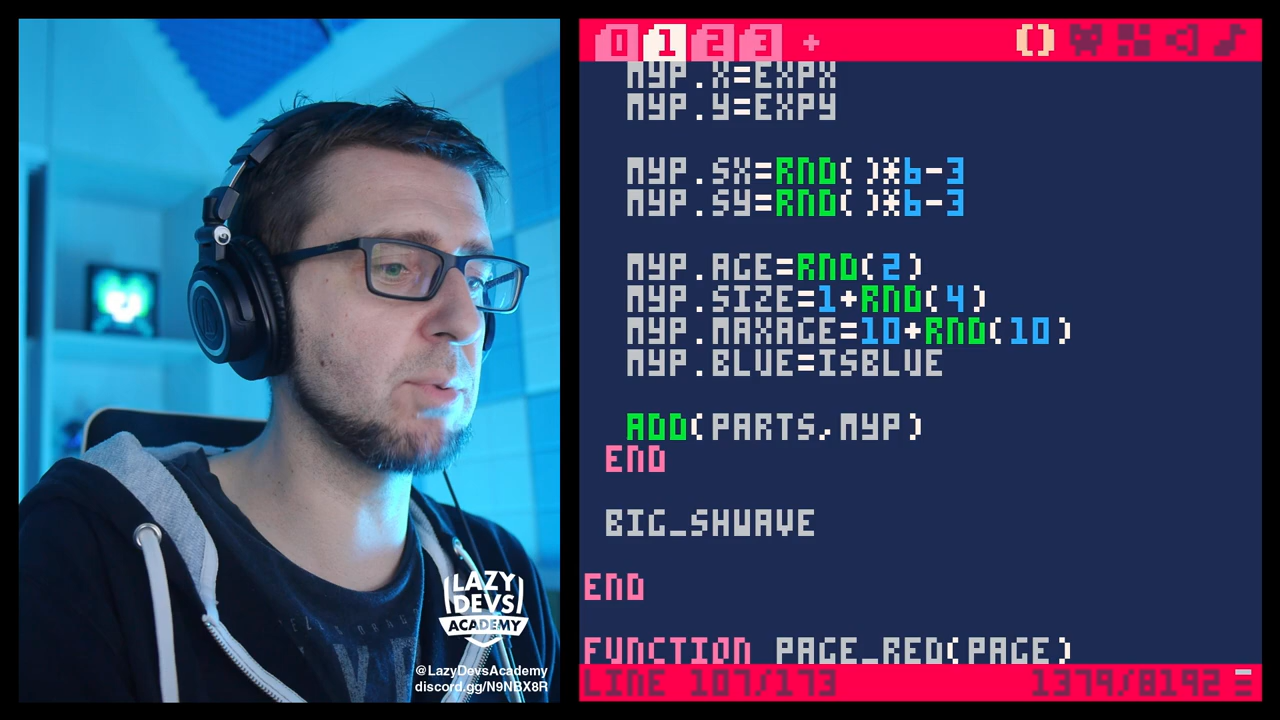 0 1 2 3 +
MYP.X=EXPX
MYP.Y=EXPY
MYP.SX=RND()*6-3
MYP.SY=RND()*6-3
MYP.AGE=RND(2)
MYP.SIZE=1+RND(4)
MYP.MAXAGE=10+RND(10)
MYP.BLUE=ISBLUE
ADD(PARTS,MYP)
END
BIG_SHWAVE
END
FUNCTION PAGE_RED(PAGE)
LINE 107/173 1379/8192
LAZY
DEVS
ACADEMY
@LazyDevsAcademy
discord.gg/N9NBX8R